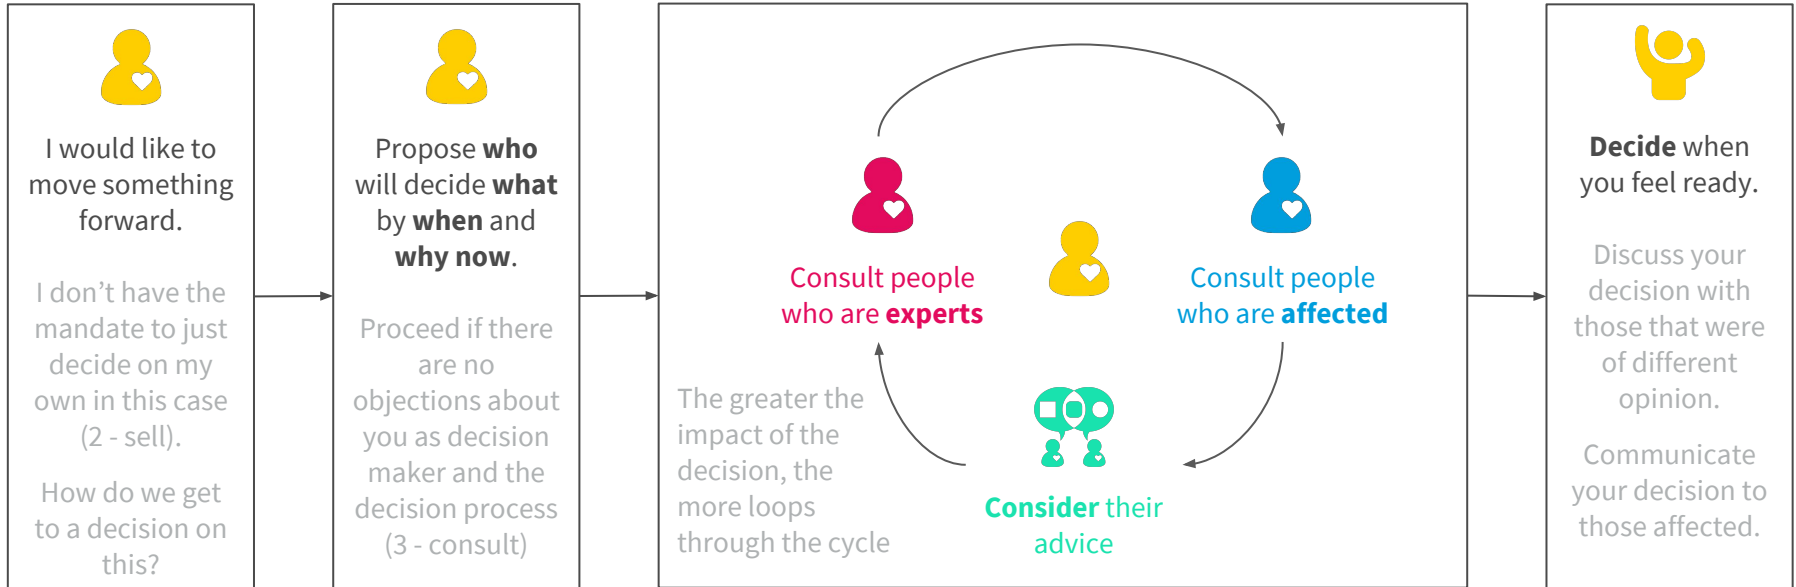 I would like to
move something
forward.
I don’t have the
mandate to just
decide on my
own in this case
(2 - sell).
How do we get
to a decision on
this?
Propose who
will decide what
by when and
why now.
Proceed if there
are no
objections about
you as decision
maker and the
decision process
(3 - consult)
Consult people
who are experts
Consult people
who are affected
Consider their
advice
The greater the
impact of the
decision, the
more loops
through the cycle
Decide when
you feel ready.
Discuss your
decision with
those that were
of different
opinion.
Communicate
your decision to
those affected.